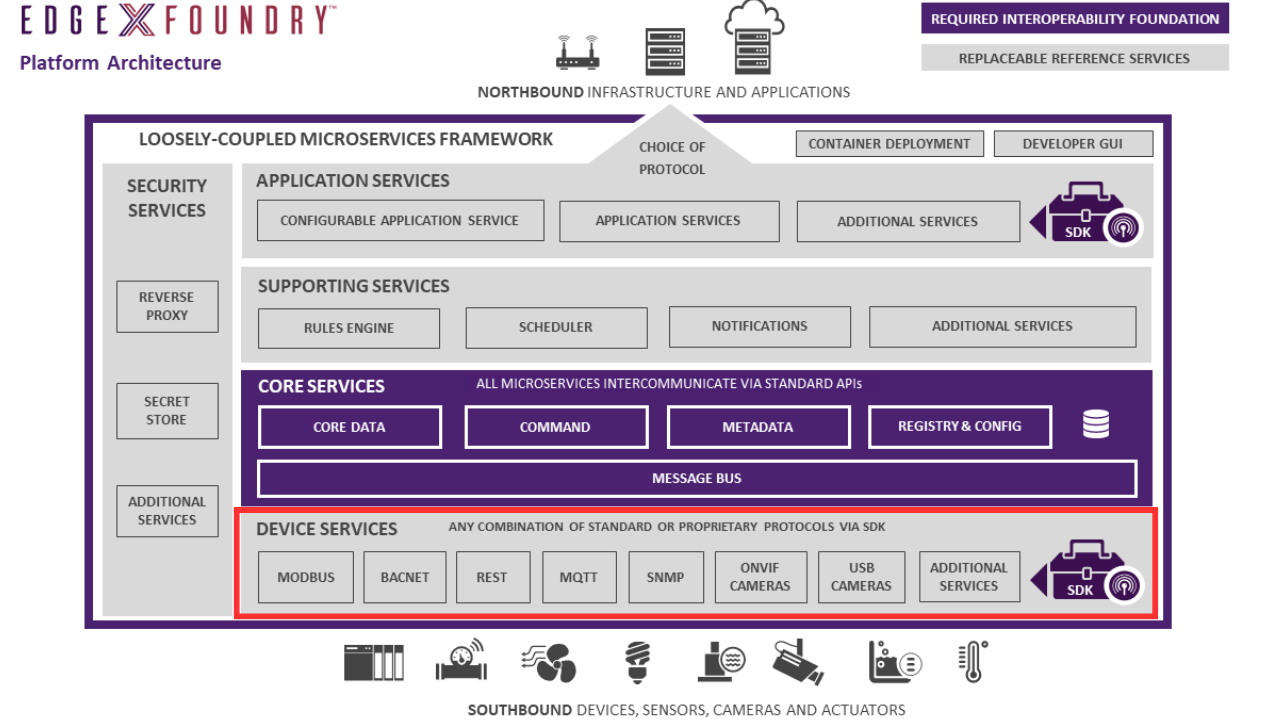 EDGE X FOUNDRY™
Platform Architecture
REQUIRED INTEROPERABILITY FOUNDATION
REPLACEABLE REFERENCE SERVICES
NORTHBOUND INFRASTRUCTURE AND APPLICATIONS
LOOSELY-COUPLED MICROSERVICES FRAMEWORK
CHOICE OF
PROTOCOL
CONTAINER DEPLOYMENT
DEVELOPER GUI
SECURITY
SERVICES
REVERSE
PROXY
SECRET
STORE
ADDITIONAL
SERVICES
APPLICATION SERVICES
CONFIGURABLE APPLICATION SERVICE
APPLICATION SERVICES
ADDITIONAL SERVICES
SDK
SUPPORTING SERVICES
RULES ENGINE
SCHEDULER
NOTIFICATIONS
ADDITIONAL SERVICES
CORE SERVICES
ALL MICROSERVICES INTERCOMMUNICATE VIA STANDARD APIs
CORE DATA
COMMAND
METADATA
REGISTRY & CONFIG
MESSAGE BUS
DEVICE SERVICES
ANY COMBINATION OF STANDARD OR PROPRIETARY PROTOCOLS VIA SDK
MODBUS
BACNET
REST
MQTT
SNMP
ONVIF
CAMERAS
USB
CAMERAS
ADDITIONAL
SERVICES
SDK
SOUTHBOUND DEVICES, SENSORS, CAMERAS AND ACTUATORS